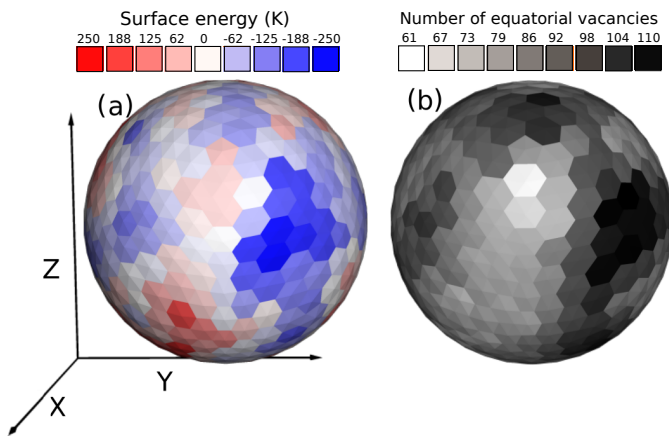 Surface energy (K)
250 188 125 62 0 -62 -125 -188 -250
(a)
Z
Y
X
Number of equatorial vacancies
61 67 73 79 86 92 98 104 110
(b)